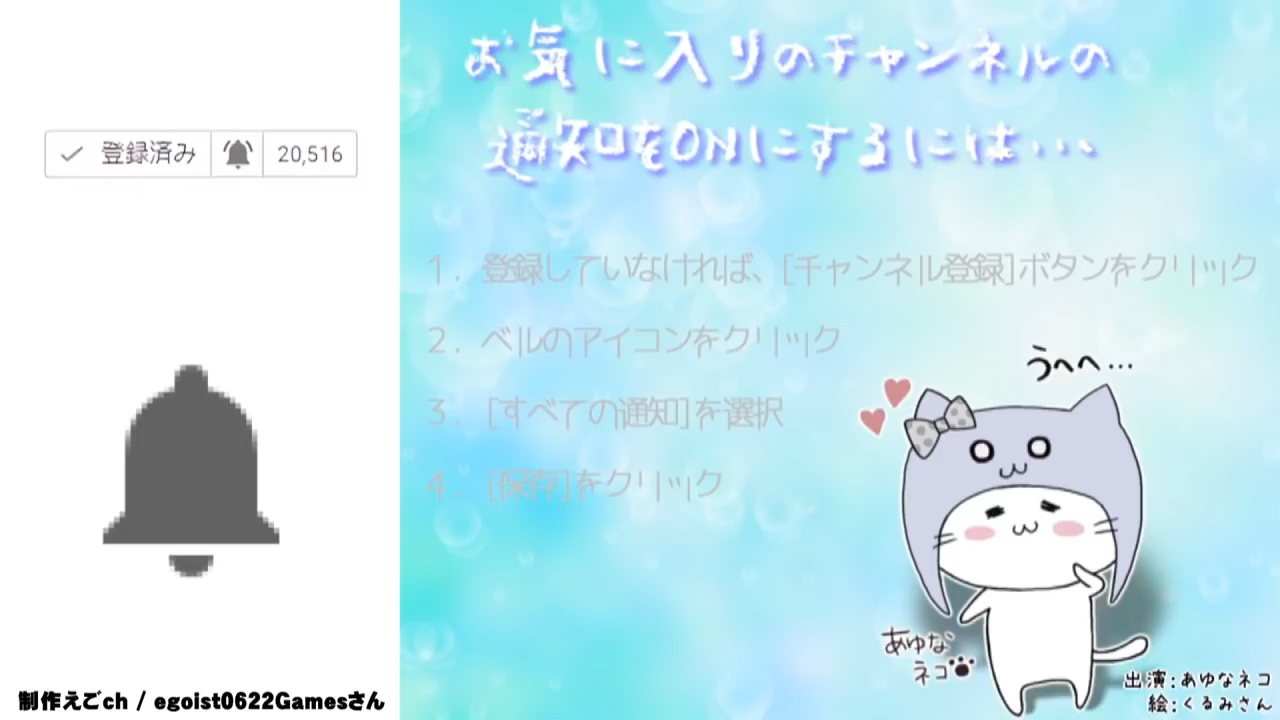 登録済み 20,516
お気に入りのチャンネルの
通知をONにするには・・・
1. 登録していなければ、[チャンネル登録]ボタンをクリック
2. ベルのアイコンをクリック
3. [すべての通知]を選択
4. [保存]をクリック
うへへ…
あゆな
ネコ
出演:あゆなネコ
絵:くるみさん
制作えごch / egoist0622Gamesさん